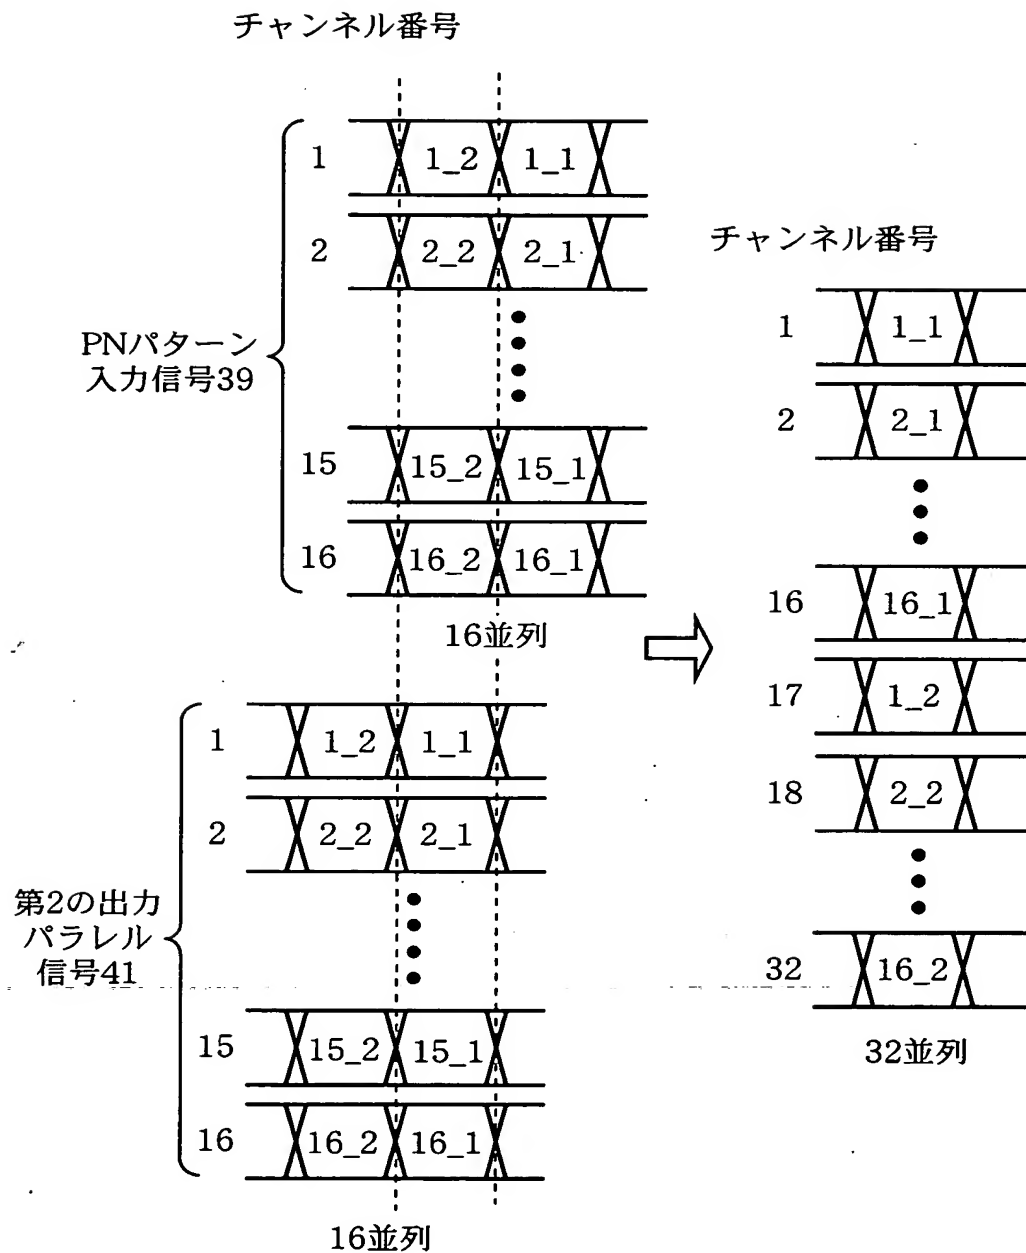 チャンネル番号
1 1_2 1_1
2 2_2 2_1
PNパターン
入力信号39
15 15_2 15_1
16 16_2 16_1
16並列
1 1_2 1_1
2 2_2 2_1
第2の出力
パラレル
信号41
15 15_2 15_1
16 16_2 16_1
16並列
チャンネル番号
1 1_1
2 2_1
16 16_1
17 1_2
18 2_2
32 16_2
32並列